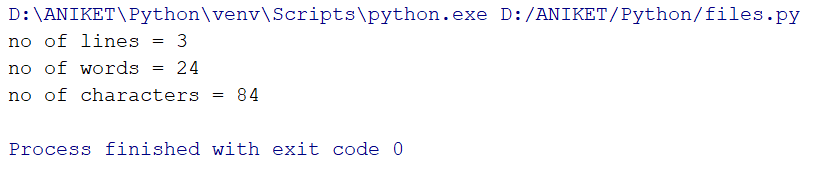 D:\ANIKET\Python\venv\Scripts\python.exe D:/ANIKET/Python/files.py
no of lines = 3
no of words = 24
no of characters = 84
Process finished with exit code 0